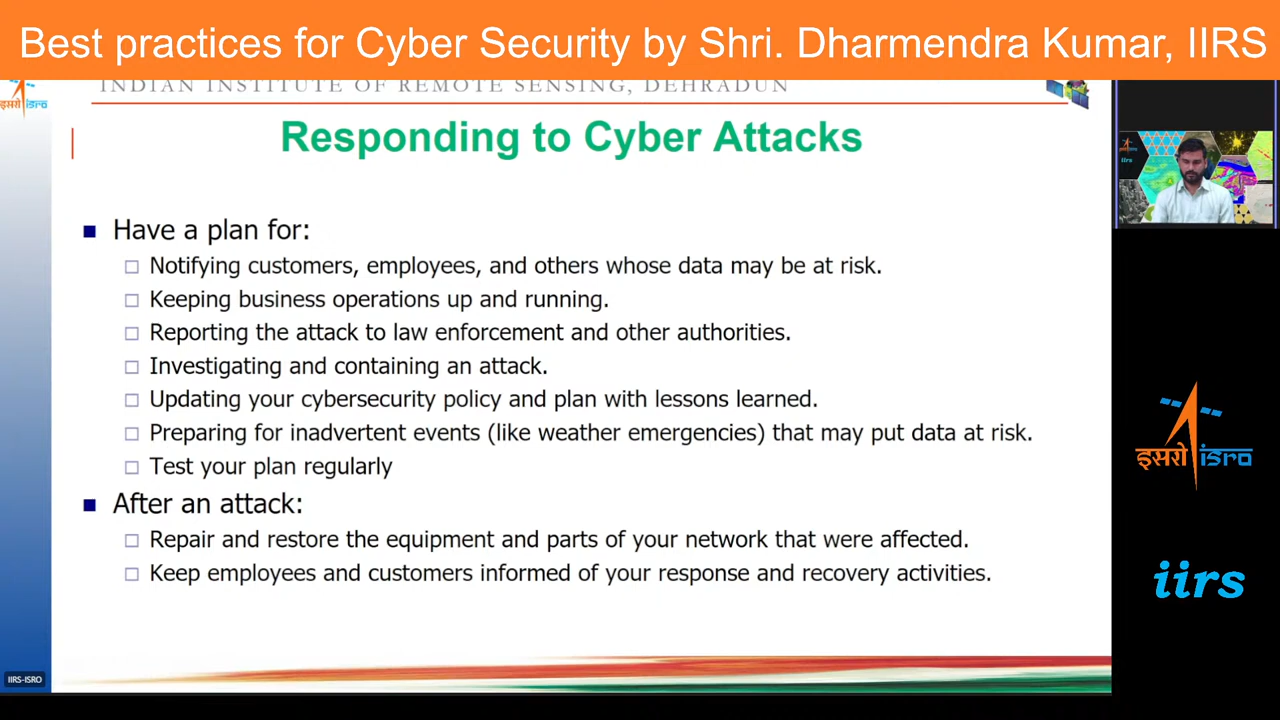 Best practices for Cyber Security by Shri. Dharmendra Kumar, IIRS
INDIAN INSTITUTE OF REMOTE SENSING, DEHRADUN
इसरो isro
Responding to Cyber Attacks
Have a plan for:
Notifying customers, employees, and others whose data may be at risk.
Keeping business operations up and running.
Reporting the attack to law enforcement and other authorities.
Investigating and containing an attack.
Updating your cybersecurity policy and plan with lessons learned.
Preparing for inadvertent events (like weather emergencies) that may put data at risk.
Test your plan regularly
After an attack:
Repair and restore the equipment and parts of your network that were affected.
Keep employees and customers informed of your response and recovery activities.
IIRS-ISRO
iirs
इसरो isro
iirs